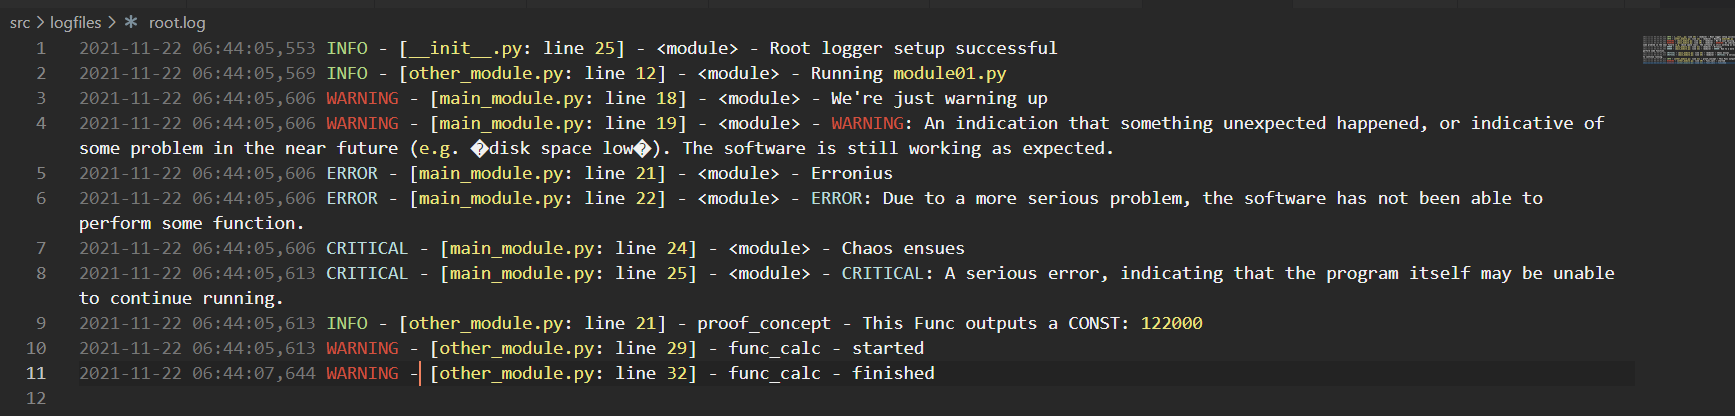 src > logfiles > * root.log
1 2021-11-22 06:44:05,553 INFO - [__init__.py: line 25] - <module> - Root logger setup successful
2 2021-11-22 06:44:05,569 INFO - [other_module.py: line 12] - <module> - Running module01.py
3 2021-11-22 06:44:05,606 WARNING - [main_module.py: line 18] - <module> - We're just warning up
4 2021-11-22 06:44:05,606 WARNING - [main_module.py: line 19] - <module> - WARNING: An indication that something unexpected happened, or indicative of
some problem in the near future (e.g. �disk space low�). The software is still working as expected.
5 2021-11-22 06:44:05,606 ERROR - [main_module.py: line 21] - <module> - Erronius
6 2021-11-22 06:44:05,606 ERROR - [main_module.py: line 22] - <module> - ERROR: Due to a more serious problem, the software has not been able to
perform some function.
7 2021-11-22 06:44:05,606 CRITICAL - [main_module.py: line 24] - <module> - Chaos ensues
8 2021-11-22 06:44:05,613 CRITICAL - [main_module.py: line 25] - <module> - CRITICAL: A serious error, indicating that the program itself may be unable
to continue running.
9 2021-11-22 06:44:05,613 INFO - [other_module.py: line 21] - proof_concept - This Func outputs a CONST: 122000
10 2021-11-22 06:44:05,613 WARNING - [other_module.py: line 29] - func_calc - started
11 2021-11-22 06:44:07,644 WARNING - [other_module.py: line 32] - func_calc - finished
12